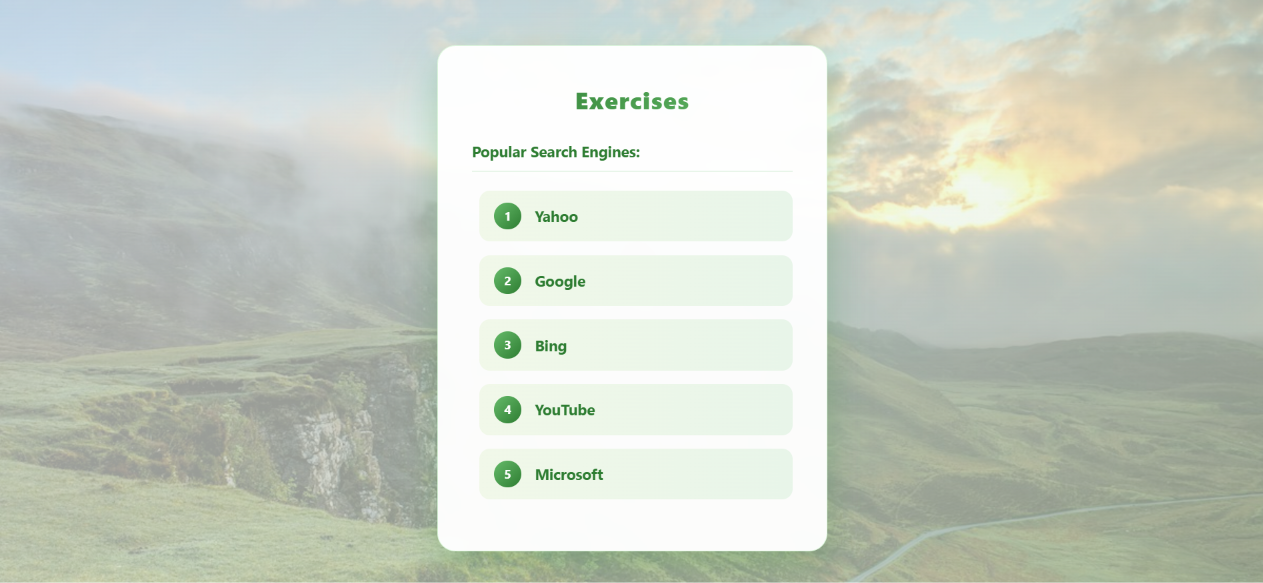 Exercises
Popular Search Engines:
1 Yahoo
2 Google
3 Bing
4 YouTube
5 Microsoft